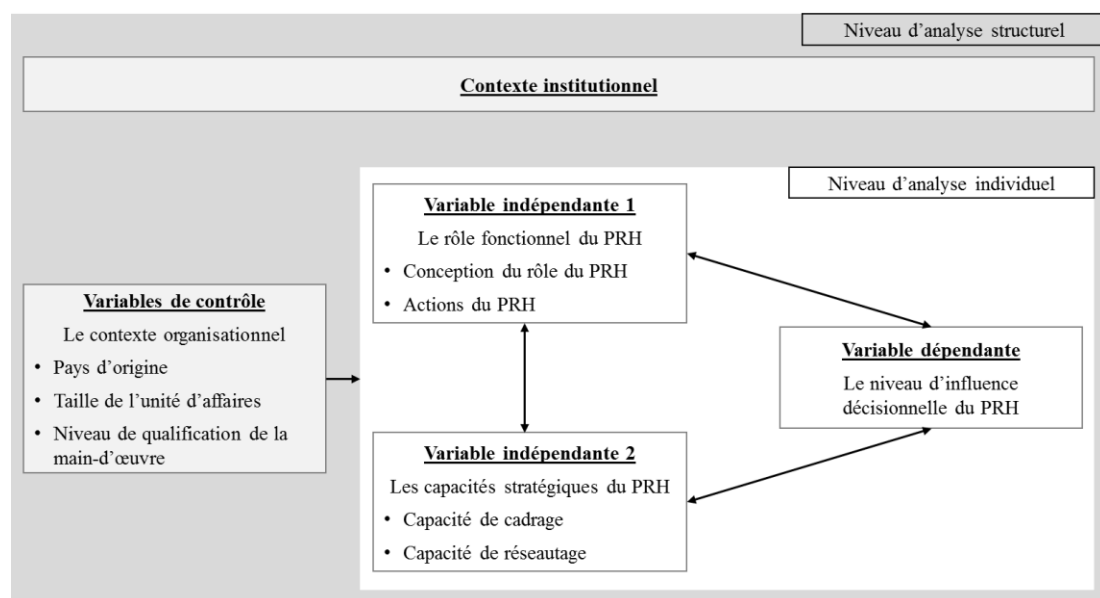 Niveau d’analyse structurel
Contexte institutionnel
Niveau d’analyse individuel
Variable indépendante 1
Le rôle fonctionnel du PRH
• Conception du rôle du PRH
• Actions du PRH
Variables de contrôle
Le contexte organisationnel
• Pays d’origine
• Taille de l’unité d’affaires
• Niveau de qualification de la
main-d’œuvre
Variable dépendante
Le niveau d’influence
décisionnelle du PRH
Variable indépendante 2
Les capacités stratégiques du PRH
• Capacité de cadrage
• Capacité de réseautage